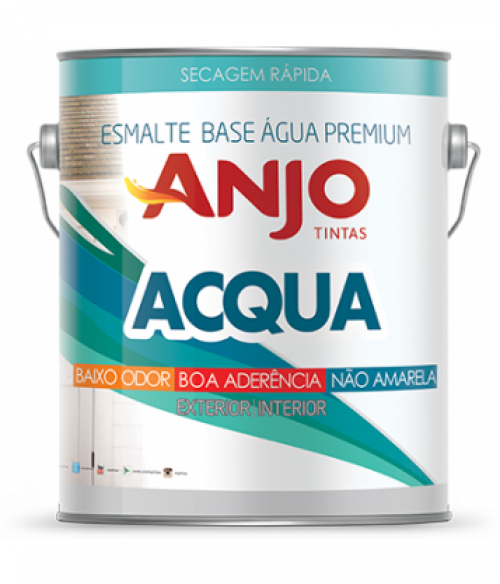 SECAGEM RÁPIDA
ESMALTE BASE ÁGUA PREMIUM
ANJO
TINTAS
ACQUA
BAIXO ODOR BOA ADERÊNCIA NÃO AMARELA
EXTERIOR INTERIOR